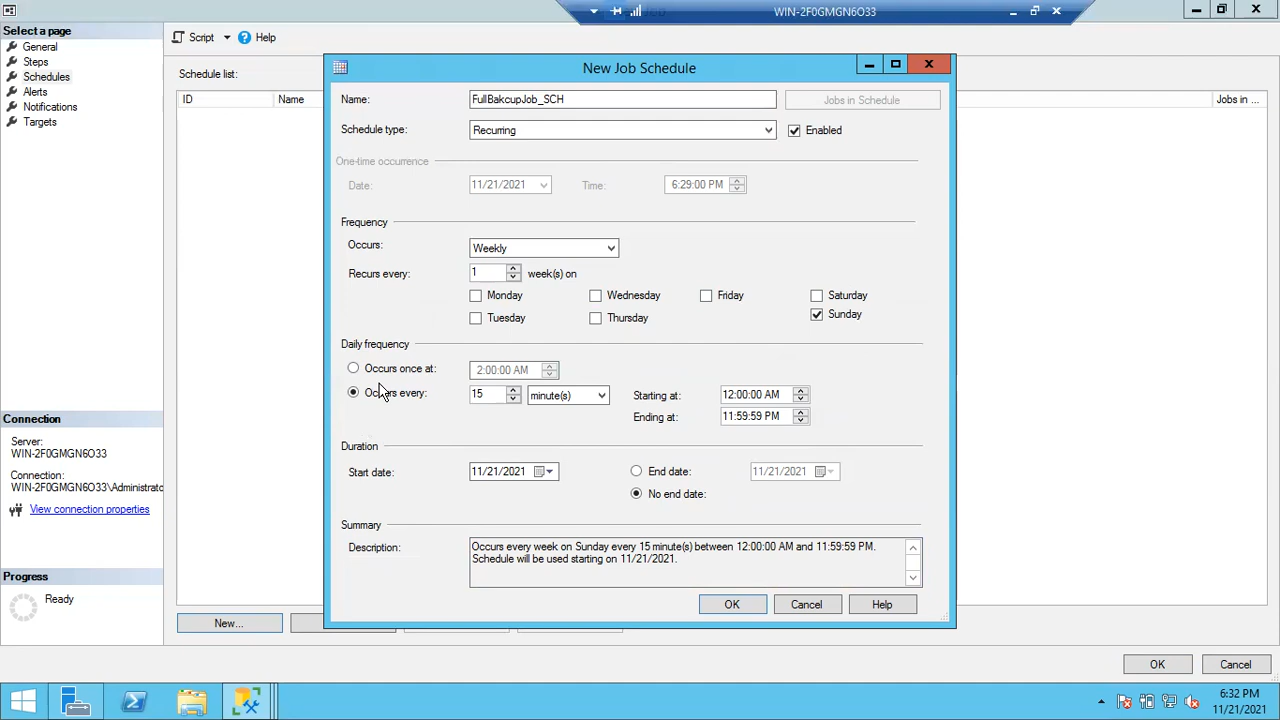 WIN-2F0GMGN6O33
Select a page
General
Steps
Schedules
Alerts
Notifications
Targets
Script
Help
Schedule list:
ID Name Jobs in ...
New Job Schedule
Name: FullBakcupJob_SCH Jobs in Schedule
Schedule type: Recurring Enabled
One-time occurrence
Date: 11/21/2021 Time: 6:29:00 PM
Frequency
Occurs: Weekly
Recurs every: 1 week(s) on
Monday Wednesday Friday Saturday
Tuesday Thursday Sunday
Daily frequency
Occurs once at: 2:00:00 AM
Occurs every: 15 minute(s) Starting at: 12:00:00 AM
Ending at: 11:59:59 PM
Duration
Start date: 11/21/2021 End date: 11/21/2021
No end date:
Summary
Description: Occurs every week on Sunday every 15 minute(s) between 12:00:00 AM and 11:59:59 PM.
Schedule will be used starting on 11/21/2021.
OK Cancel Help
Connection
Server:
WIN-2F0GMGN6O33
Connection:
WIN-2F0GMGN6O33\Administrato
View connection properties
Progress
Ready
New...
OK Cancel
6:32 PM
11/21/2021